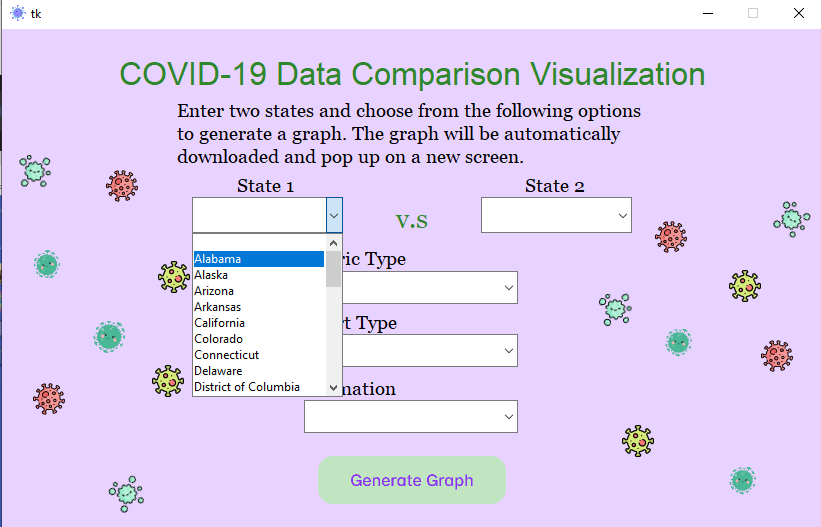 tk
COVID-19 Data Comparison Visualization
Enter two states and choose from the following options
to generate a graph. The graph will be automatically
downloaded and pop up on a new screen.
State 1
State 2
v.s
Alabama
Alaska
Arizona
Arkansas
California
Colorado
Connecticut
Delaware
District of Columbia
ric Type
t Type
mation
Generate Graph